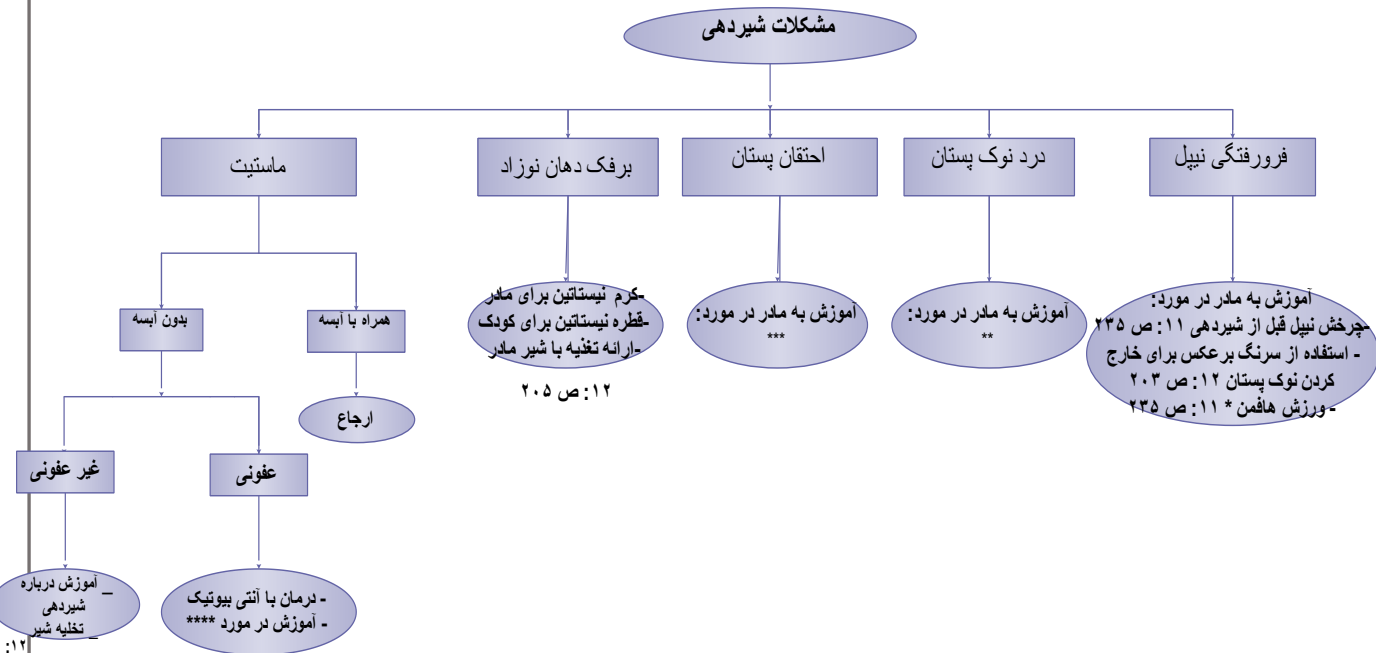 مشکلات شیردهی
فرورفتگی نیپل
درد نوک پستان
احتقان پستان
برفک دهان نوزاد
ماستیت
آموزش به مادر در مورد:
-چرخش نیپل قبل از شیردهی ۱۱: ص ۲۳۵
- استفاده از سرنگ برعکس برای خارج
کردن نوک پستان ۱۲: ص ۲۰۳
- ورزش هافمن * ۱۱: ص ۲۳۵
آموزش به مادر در مورد:
**
آموزش به مادر در مورد:
***
-کرم نیستاتین برای مادر
-قطره نیستاتین برای کودک
-ارائه تغذیه با شیر مادر
۱۲: ص ۲۰۵
همراه با آبسه
بدون آبسه
ارجاع
عفونی
غیر عفونی
- درمان با آنتی بیوتیک
- آموزش در مورد ****
_ آموزش درباره
شیردهی
_ تخلیه شیر
۱۲: